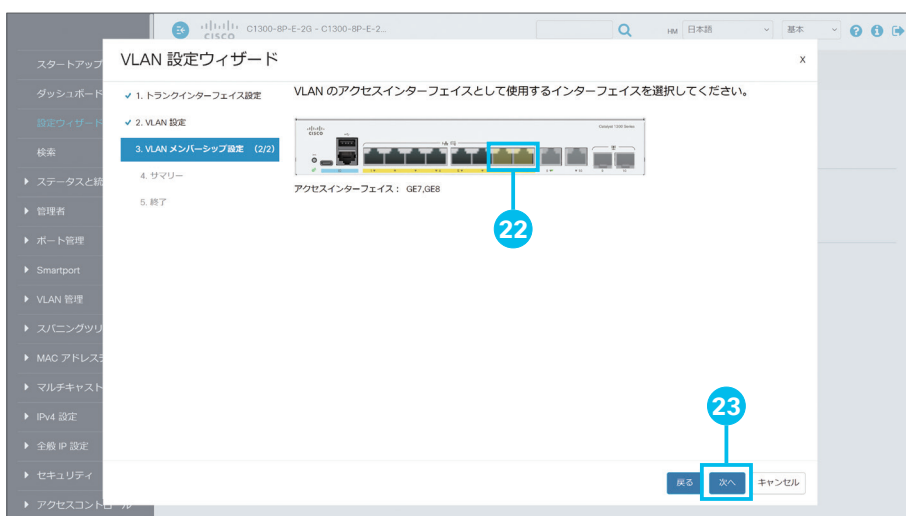 CISCO
C1300-8P-E-2G - C1300-8P-E-2...
HM
日本語
基本
VLAN 設定ウィザード
X
スタートアップ
ダッシュボード
設定ウィザード
検索
ステータスと統
管理者
ポート管理
Smartport
VLAN 管理
スパニングツリ
MAC アドレス
マルチキャスト
IPv4 設定
全般 IP 設定
セキュリティ
アクセスコントロール
1. トランクインターフェイス設定
2. VLAN 設定
3. VLAN メンバーシップ設定 (2/2)
4. サマリー
5. 終了
VLAN のアクセスインターフェイスとして使用するインターフェイスを選択してください。
CISCO
Catalyst 1300 Series
アクセスインターフェイス： GE7,GE8
22
23
戻る
次へ
キャンセル